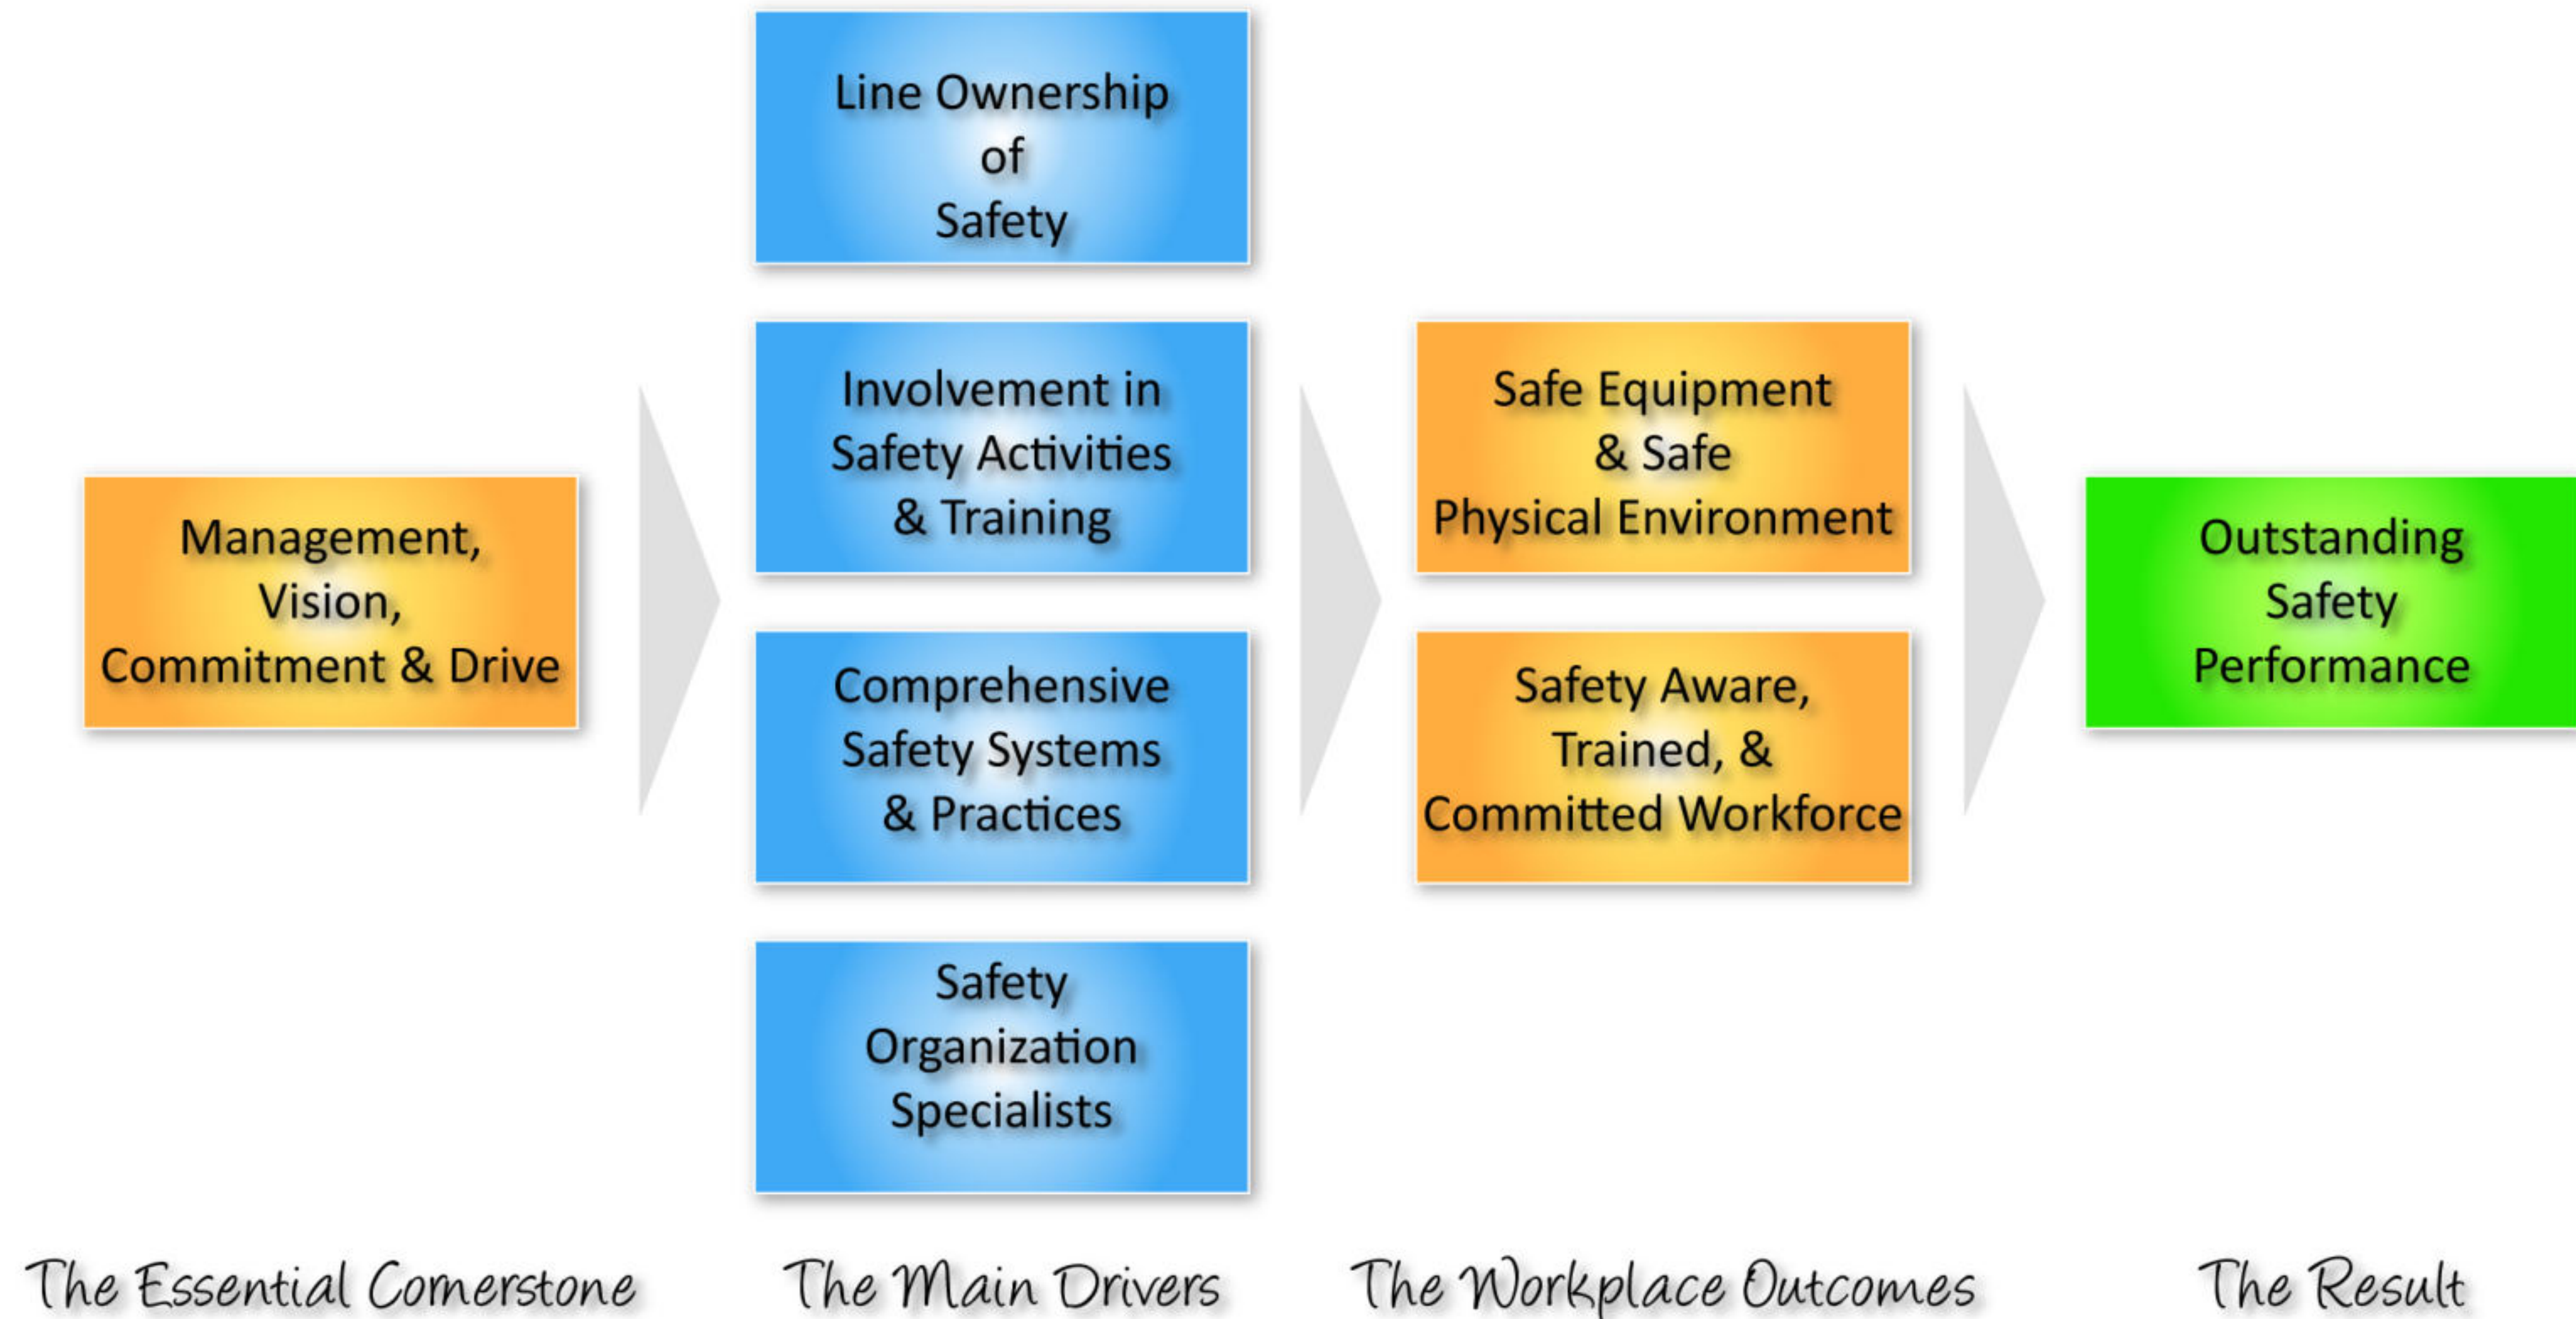 Line Ownership
of
Safety
Involvement in
Safety Activities
& Training
Management,
Vision,
Commitment & Drive
Comprehensive
Safety Systems
& Practices
Safety
Organization
Specialists
Safe Equipment
& Safe
Physical Environment
Safety Aware,
Trained, &
Committed Workforce
Outstanding
Safety
Performance
The Essential Cornerstone
The Main Drivers
The Workplace Outcomes
The Result